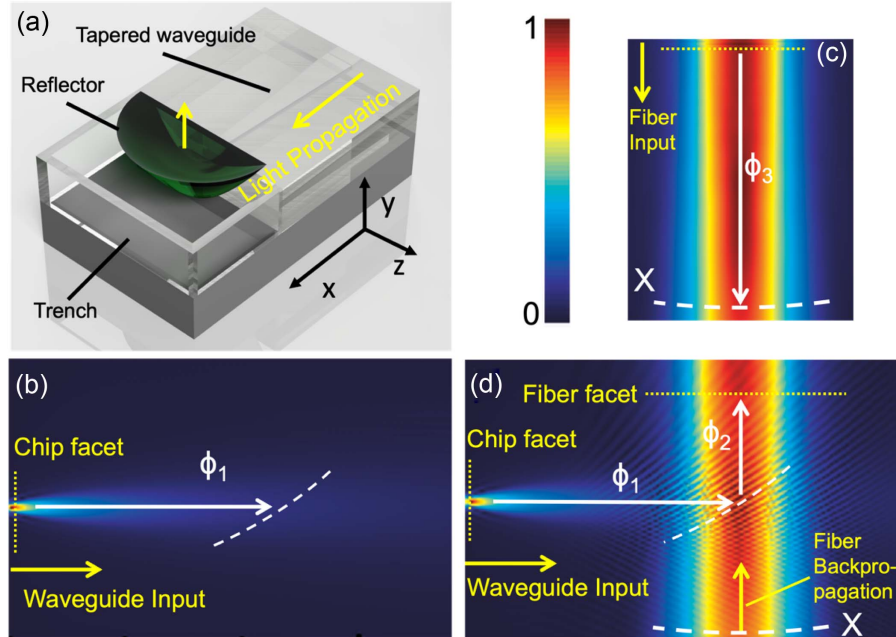 (a)
Tapered waveguide
Reflector
Light Propagation
y
z
x
Trench
1
0
(c)
Fiber
Input
ϕ3
X
(b)
Chip facet
ϕ1
Waveguide Input
(d)
Fiber facet
Chip facet
ϕ2
ϕ1
Waveguide Input
Fiber
Backpro-
pagation
X